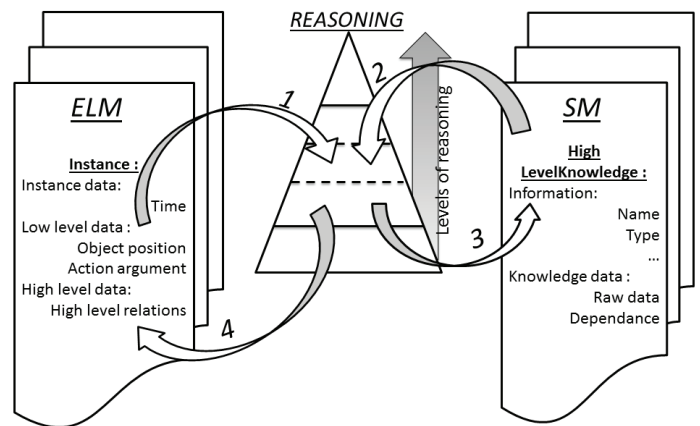 REASONING
ELM
Instance :
Instance data:
Time
Low level data :
Object position
Action argument
High level data:
High level relations
1
2
3
4
Levels of reasoning
SM
High
LevelKnowledge :
Information:
Name
Type
...
Knowledge data :
Raw data
Dependance